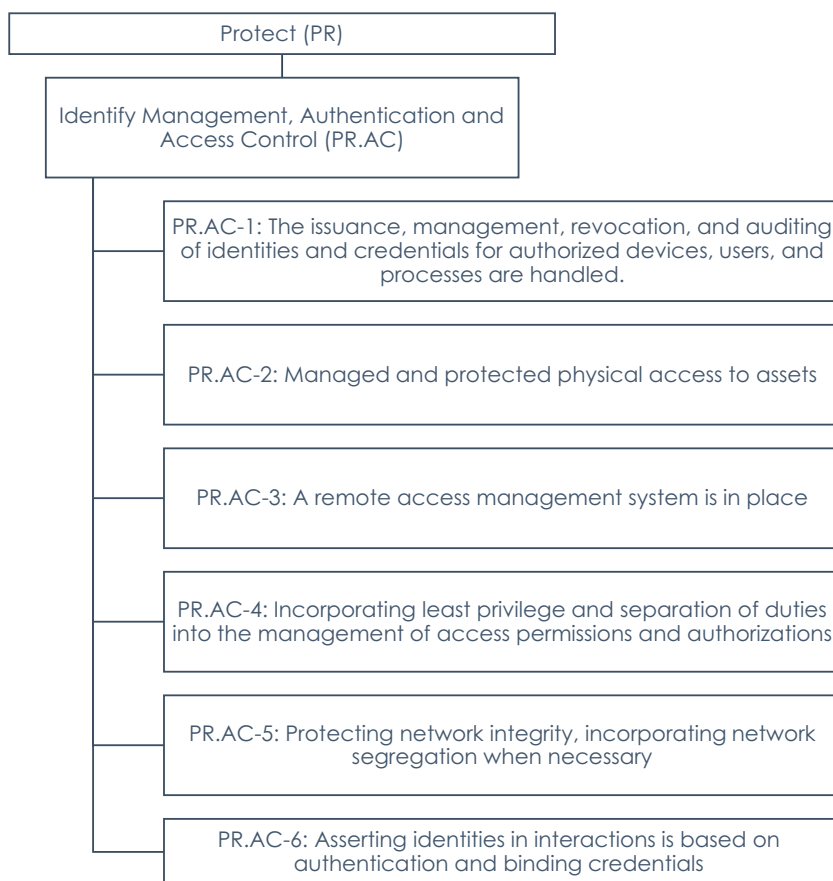 Protect (PR)
Identify Management, Authentication and
Access Control (PR.AC)
PR.AC-1: The issuance, management, revocation, and auditing
of identities and credentials for authorized devices, users, and
processes are handled.
PR.AC-2: Managed and protected physical access to assets
PR.AC-3: A remote access management system is in place
PR.AC-4: Incorporating least privilege and separation of duties
into the management of access permissions and authorizations
PR.AC-5: Protecting network integrity, incorporating network
segregation when necessary
PR.AC-6: Asserting identities in interactions is based on
authentication and binding credentials